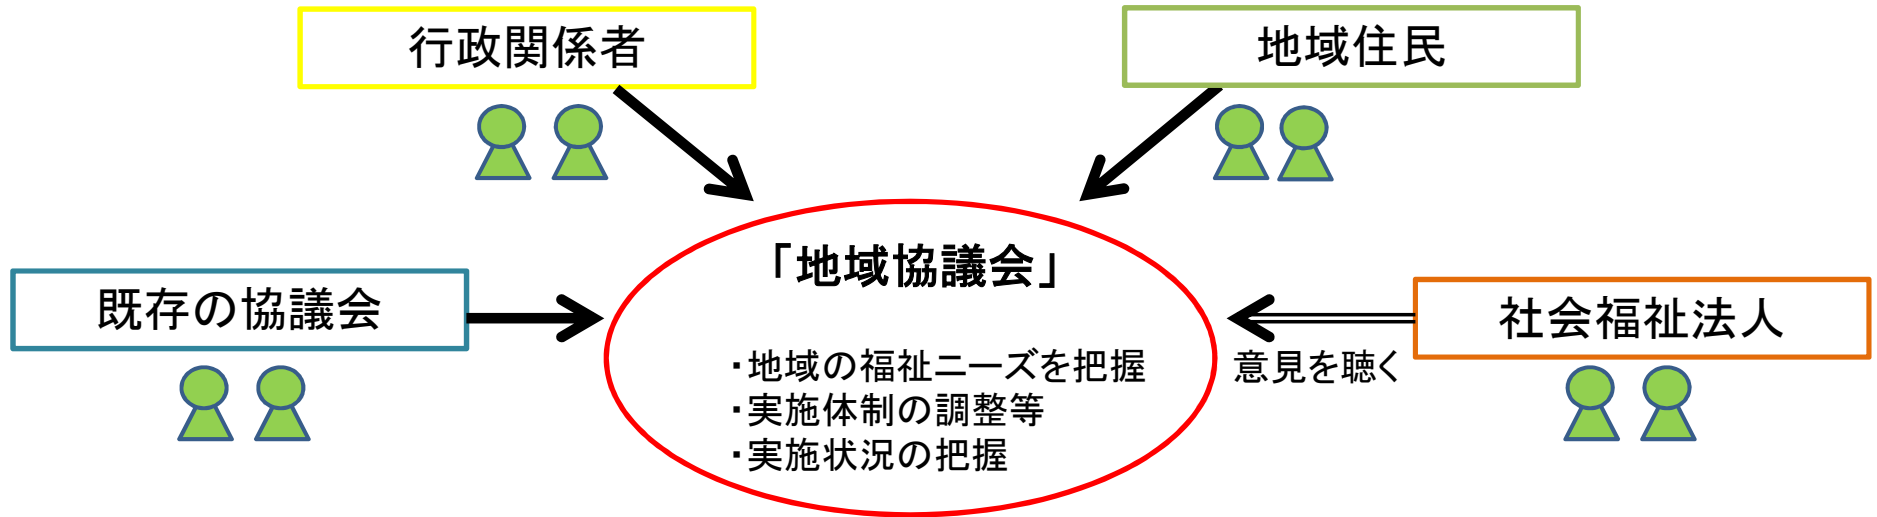 行政関係者
地域住民
「地域協議会」
既存の協議会
社会福祉法人
・地域の福祉ニーズを把握
意見を聴く
・実施体制の調整等
・実施状況の把握